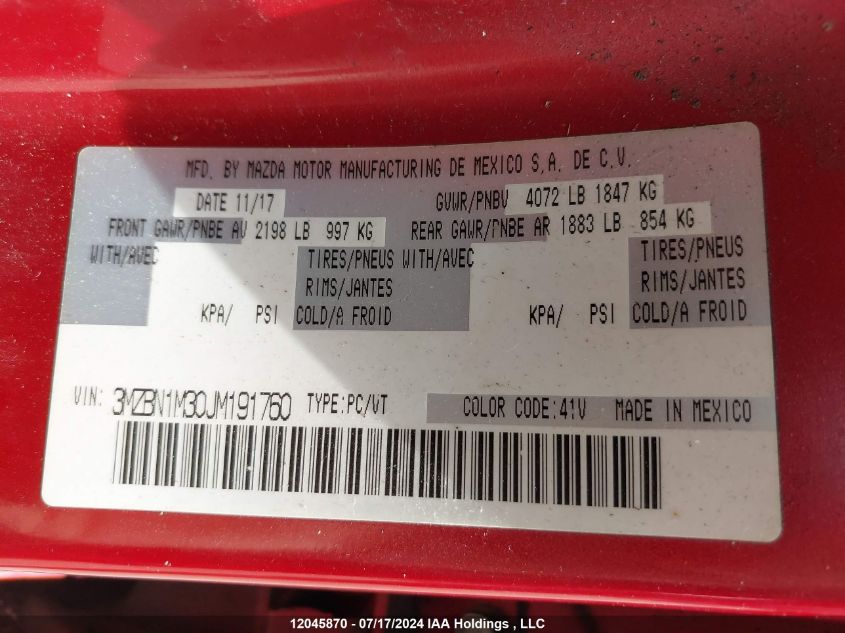 MFD. BY MAZDA MOTOR MANUFACTURING DE MEXICO S.A. DE C.V.
DATE 11/17 GVWR/PNBV 4072 LB 1847 KG
FRONT GAWR/PNBE AV 2198 LB 997 KG REAR GAWR/PNBE AR 1883 LB 854 KG
WITH/AVEC TIRES/PNEUS WITH/AVEC TIRES/PNEUS
RIMS/JANTES RIMS/JANTES
KPA/ PSI COLD/A FROID KPA/ PSI COLD/A FROID
VIN: 3MZBN1M30JM191760 TYPE:PC/VT COLOR CODE:41V MADE IN MEXICO
12045870 - 07/17/2024 IAA Holdings , LLC